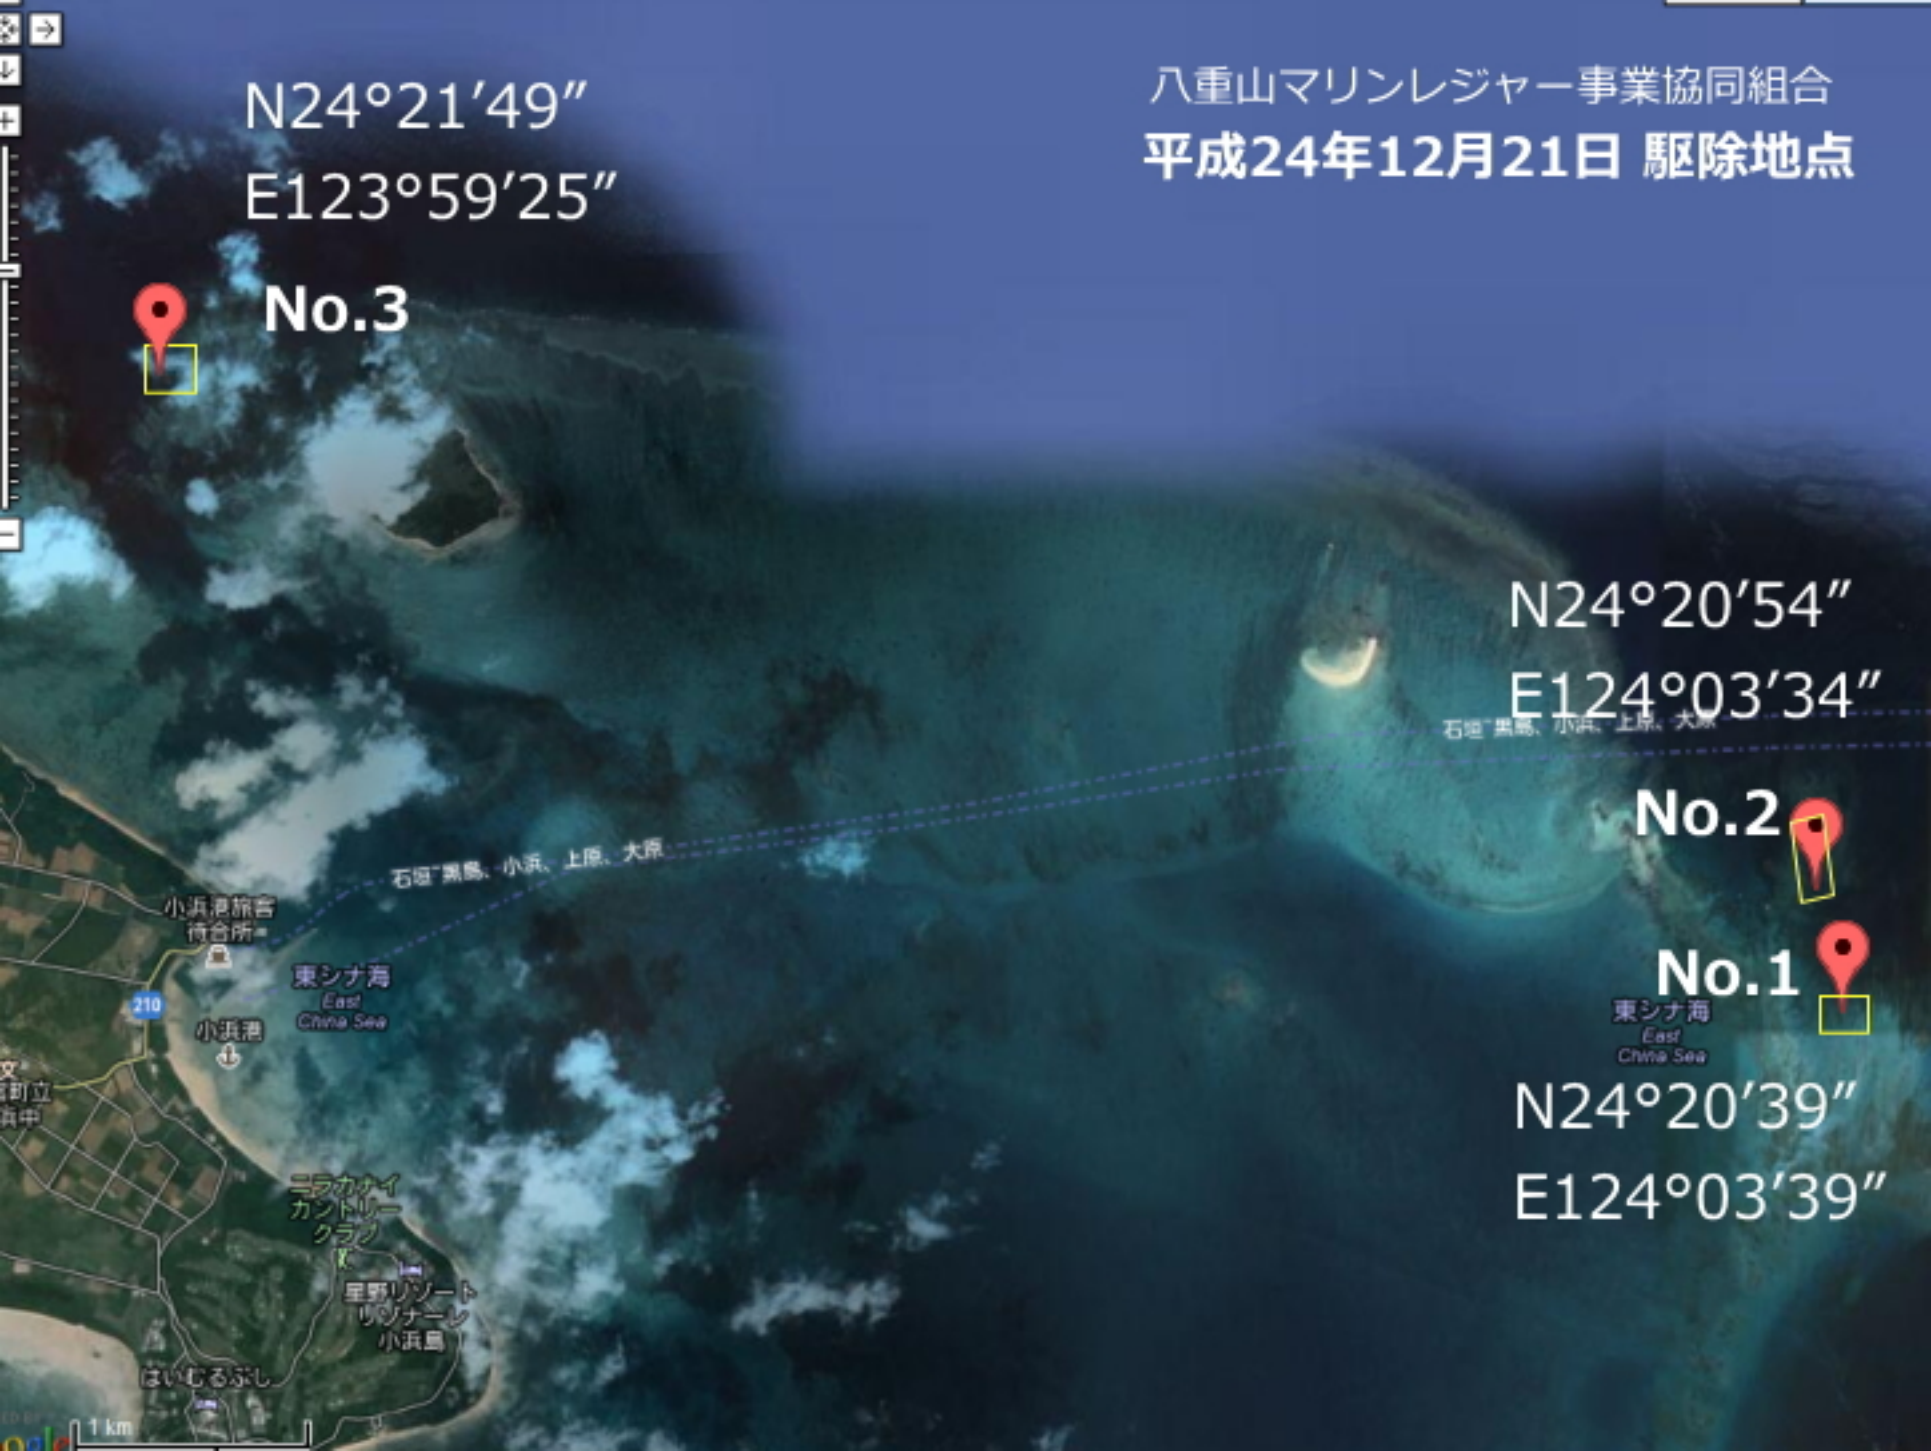 N24°21′49″
E123°59′25″
八重山マリンレジャー事業協同組合
平成24年12月21日 駆除地点
No.3
N24°20′54″
E124°03′34″
石垣-黒島、小浜、上原、大原
No.2
石垣-黒島、小浜、上原、大原
小浜港旅客
待合所
No.1
東シナ海
East
China Sea
210
東シナ海
East
China Sea
小浜港
文
町立
浜中
N24°20′39″
E124°03′39″
ニラカナイ
カントリー
クラブ
星野リゾート
リゾナーレ
小浜島
はいむるぶし
1 km
ogle